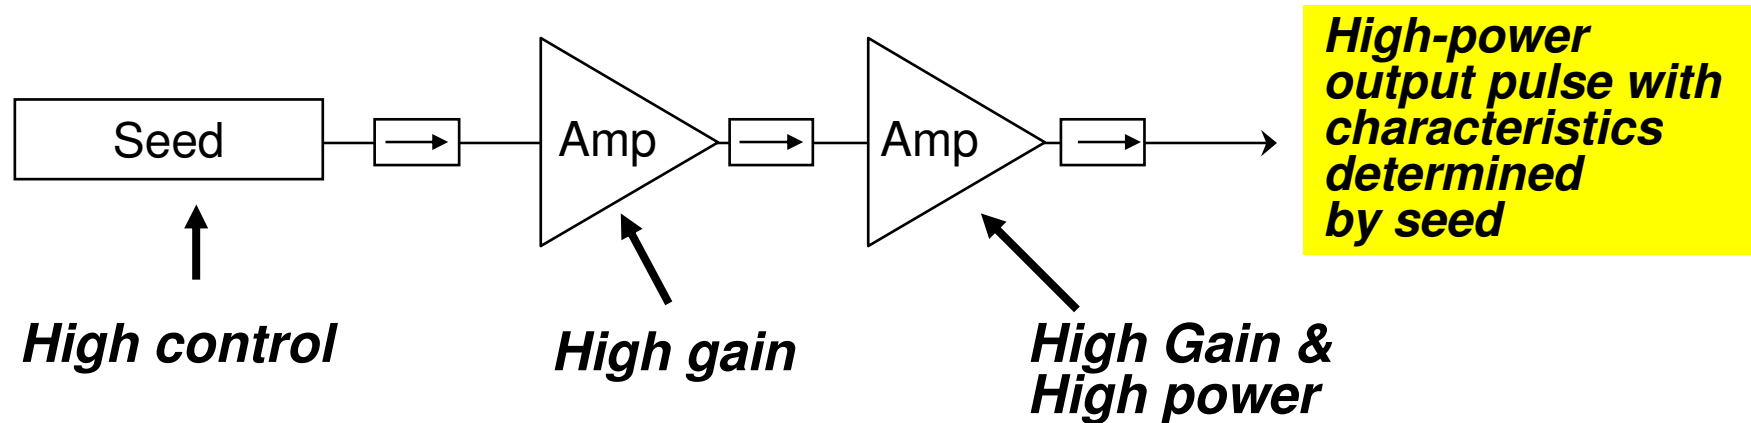 Seed
Amp
Amp
High-power
output pulse with
characteristics
determined
by seed
High control
High gain
High Gain &
High power